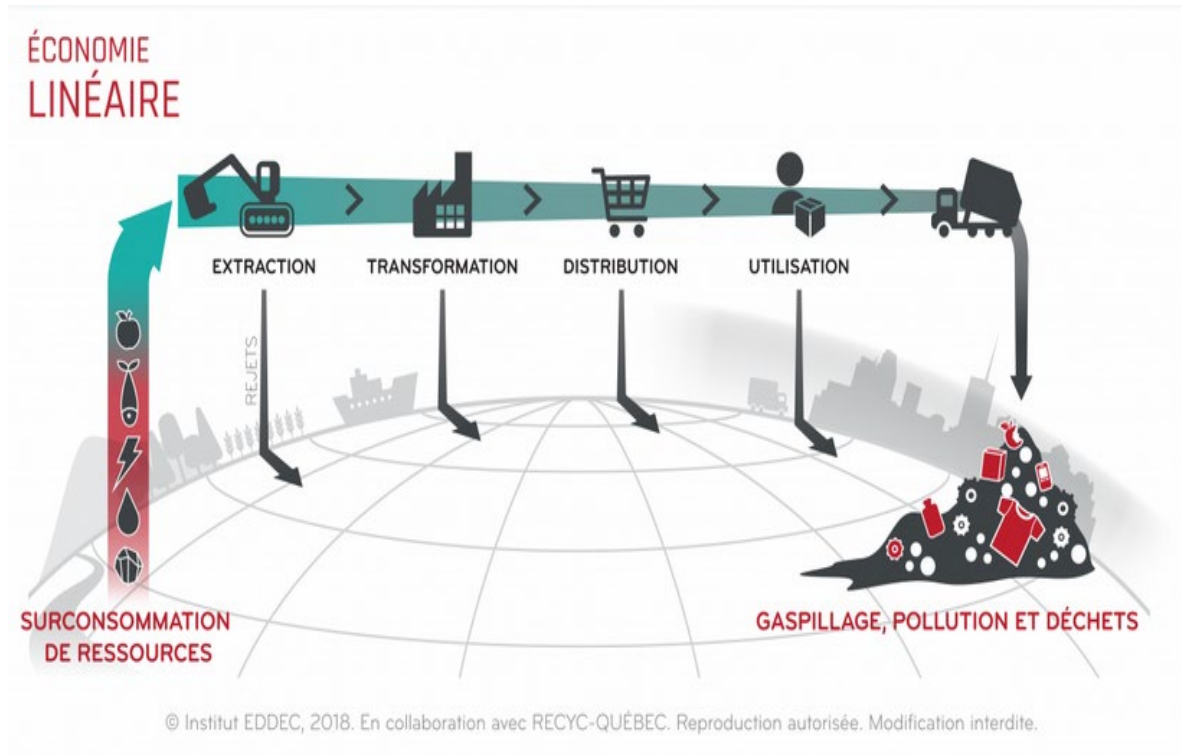 ÉCONOMIE
LINÉAIRE
EXTRACTION
TRANSFORMATION
DISTRIBUTION
UTILISATION
REJETS
SURCONSOMMATION
DE RESSOURCES
GASPILLAGE, POLLUTION ET DÉCHETS
© Institut EDDEC, 2018. En collaboration avec RECYC-QUÉBEC. Reproduction autorisée. Modification interdite.